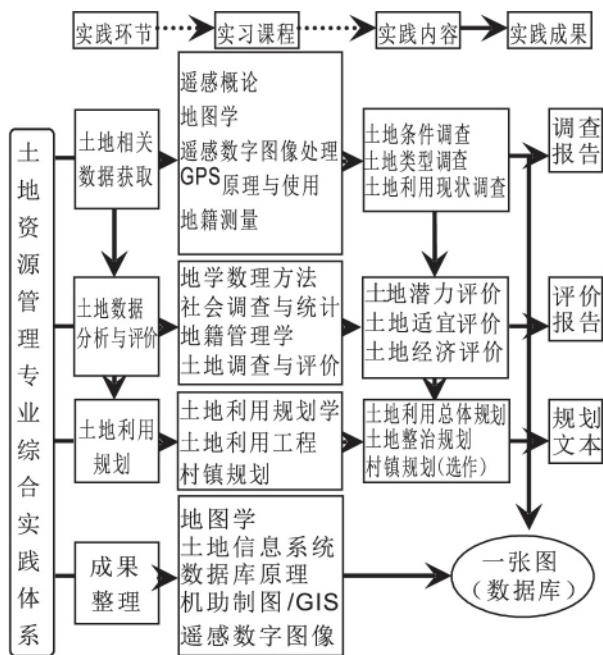 实践环节
实习课程
实践内容
实践成果
土地资源管理专业综合实践体系
土地相关
数据获取
遥感概论
地图学
遥感数字图像处理
GPS原理与使用
地籍测量
土地条件调查
土地类型调查
土地利用现状调查
调查
报告
土地数据
分析与评价
地学数理方法
社会调查与统计
地籍管理学
土地调查与评价
土地潜力评价
土地适宜评价
土地经济评价
评价
报告
土地利用
规划
土地利用规划学
土地利用工程
村镇规划
土地利用总体规划
土地整治规划
村镇规划(选作)
规划
文本
成果
整理
地图学
土地信息系统
数据库原理
机助制图/GIS
遥感数字图像
一张图
(数据库)